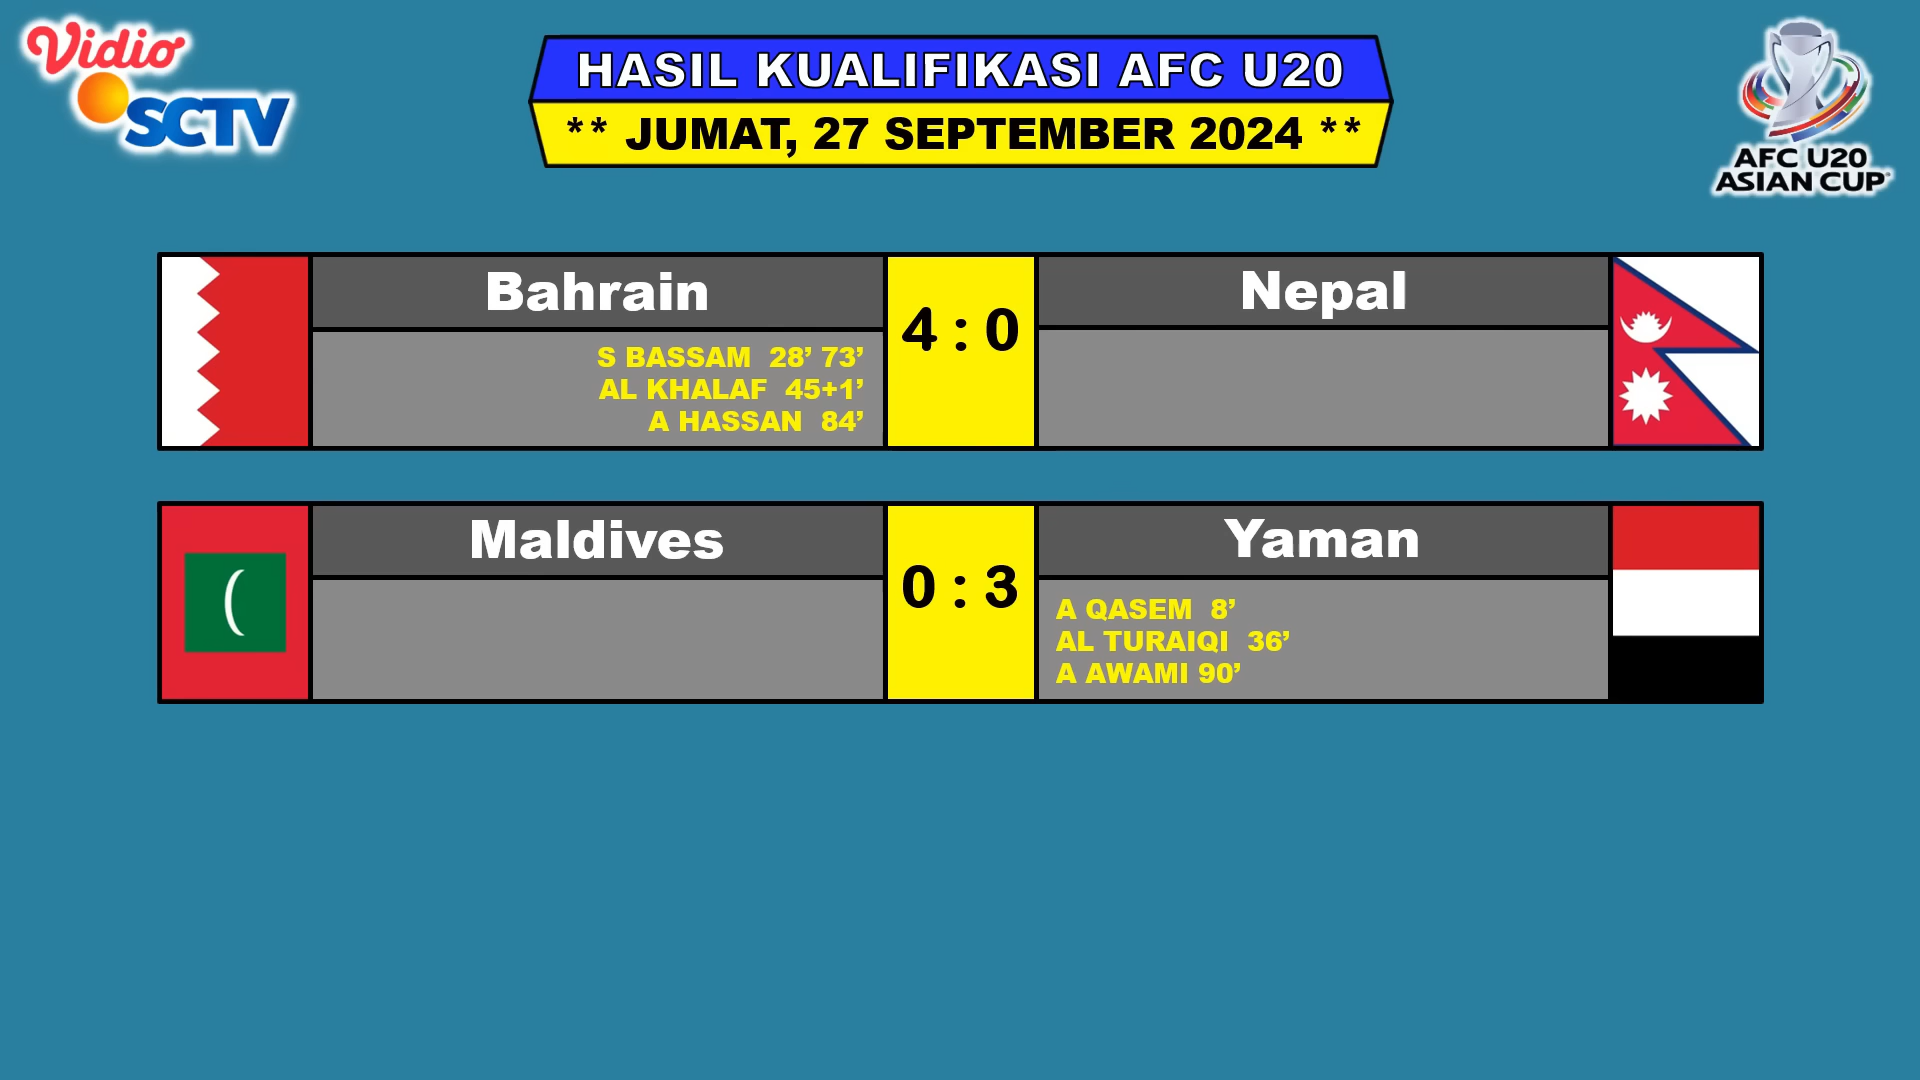 Vidio
SCTV
HASIL KUALIFIKASI AFC U20
** JUMAT, 27 SEPTEMBER 2024 **
AFC U20
ASIAN CUP
Bahrain
4 : 0
Nepal
S BASSAM 28’ 73’
AL KHALAF 45+1’
A HASSAN 84’
Maldives
0 : 3
Yaman
A QASEM 8’
AL TURAIQI 36’
A AWAMI 90’